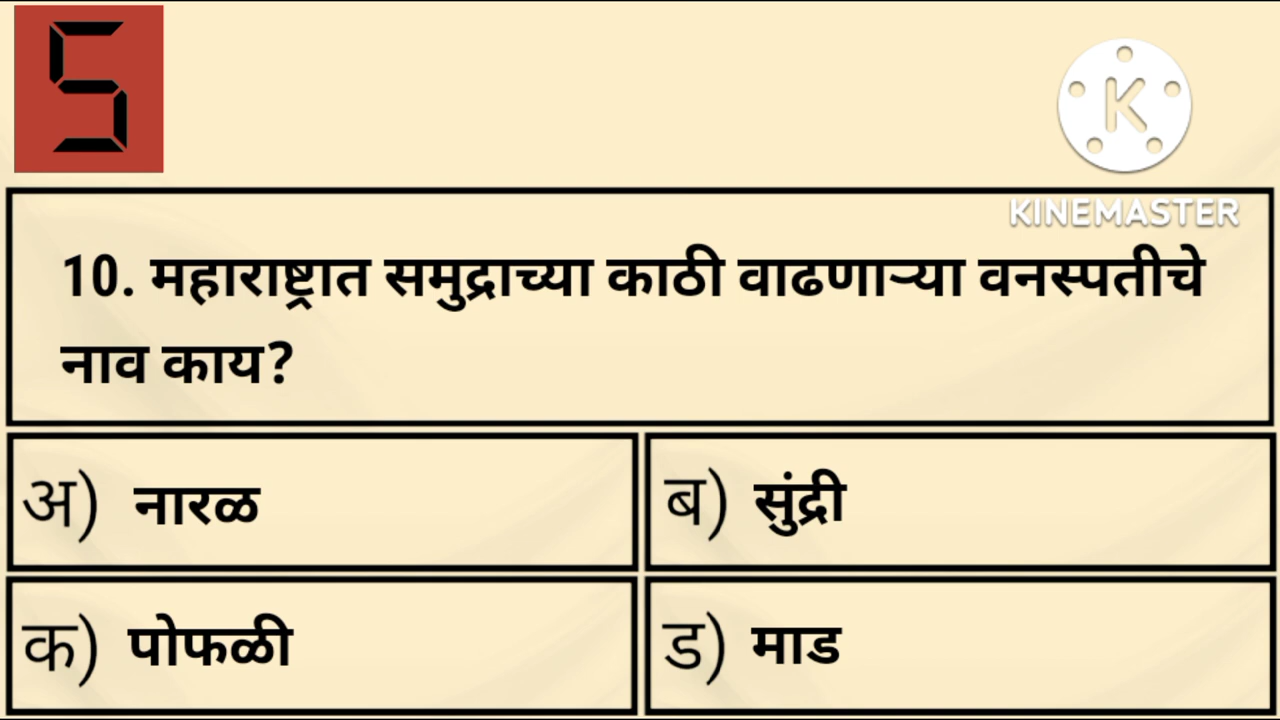 5
K
KINEMASTER
10. महाराष्ट्रात समुद्राच्या काठी वाढणाऱ्या वनस्पतीचे
नाव काय?
अ) नारळ
ब) सुंद्री
क) पोफळी
ड) माड